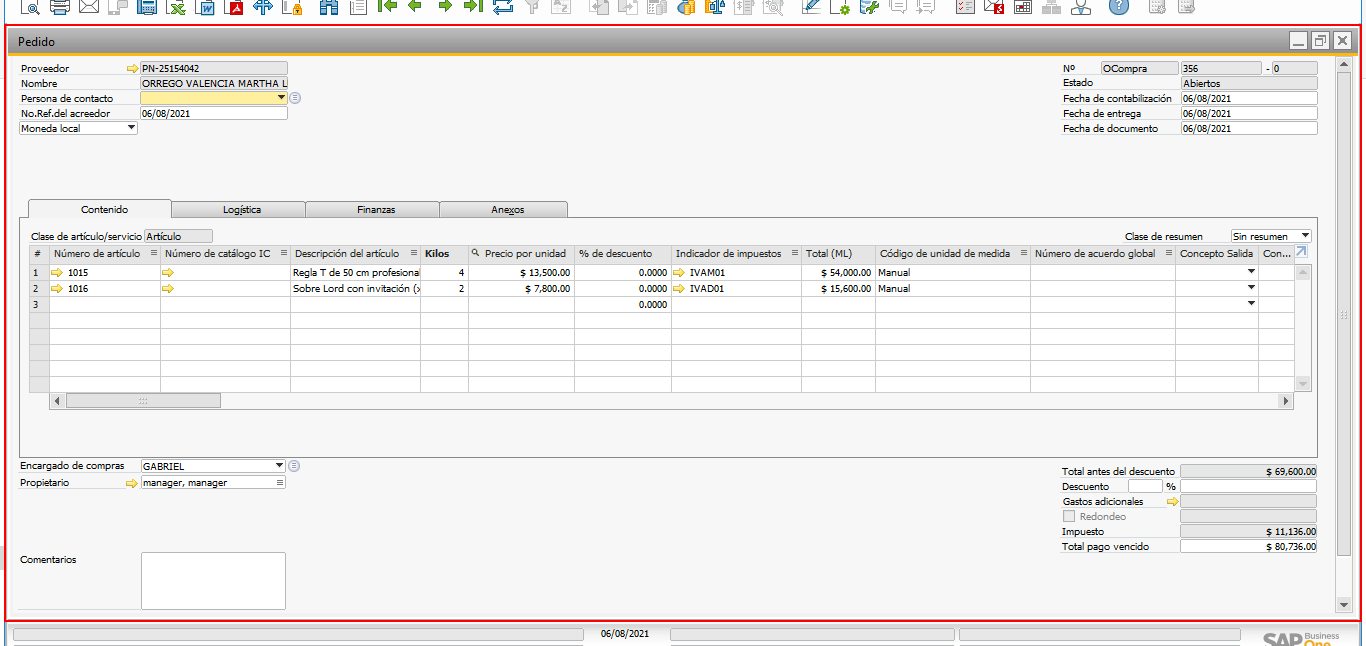 Pedido
Proveedor PN-25154042
Nombre ORREGO VALENCIA MARTHA L
Persona de contacto
No.Ref.del acreedor 06/08/2021
Moneda local
Nº OCompra 356 - 0
Estado Abiertos
Fecha de contabilización 06/08/2021
Fecha de entrega 06/08/2021
Fecha de documento 06/08/2021
Contenido Logística Finanzas Anexos
Clase de artículo/servicio Artículo
Clase de resumen Sin resumen
# Número de artículo Número de catálogo IC Descripción del artículo Kilos Precio por unidad % de descuento Indicador de impuestos Total (ML) Código de unidad de medida Número de acuerdo global Concepto Salida Con...
1 1015 Regla T de 50 cm profesiona 4 $ 13,500.00 0.0000 IVAM01 $ 54,000.00 Manual
2 1016 Sobre Lord con invitación (x 2 $ 7,800.00 0.0000 IVAD01 $ 15,600.00 Manual
3 0.0000
Encargado de compras GABRIEL
Propietario manager, manager
Total antes del descuento $ 69,600.00
Descuento %
Gastos adicionales
Redondeo
Impuesto $ 11,136.00
Total pago vencido $ 80,736.00
Comentarios
06/08/2021
SAP Business
One